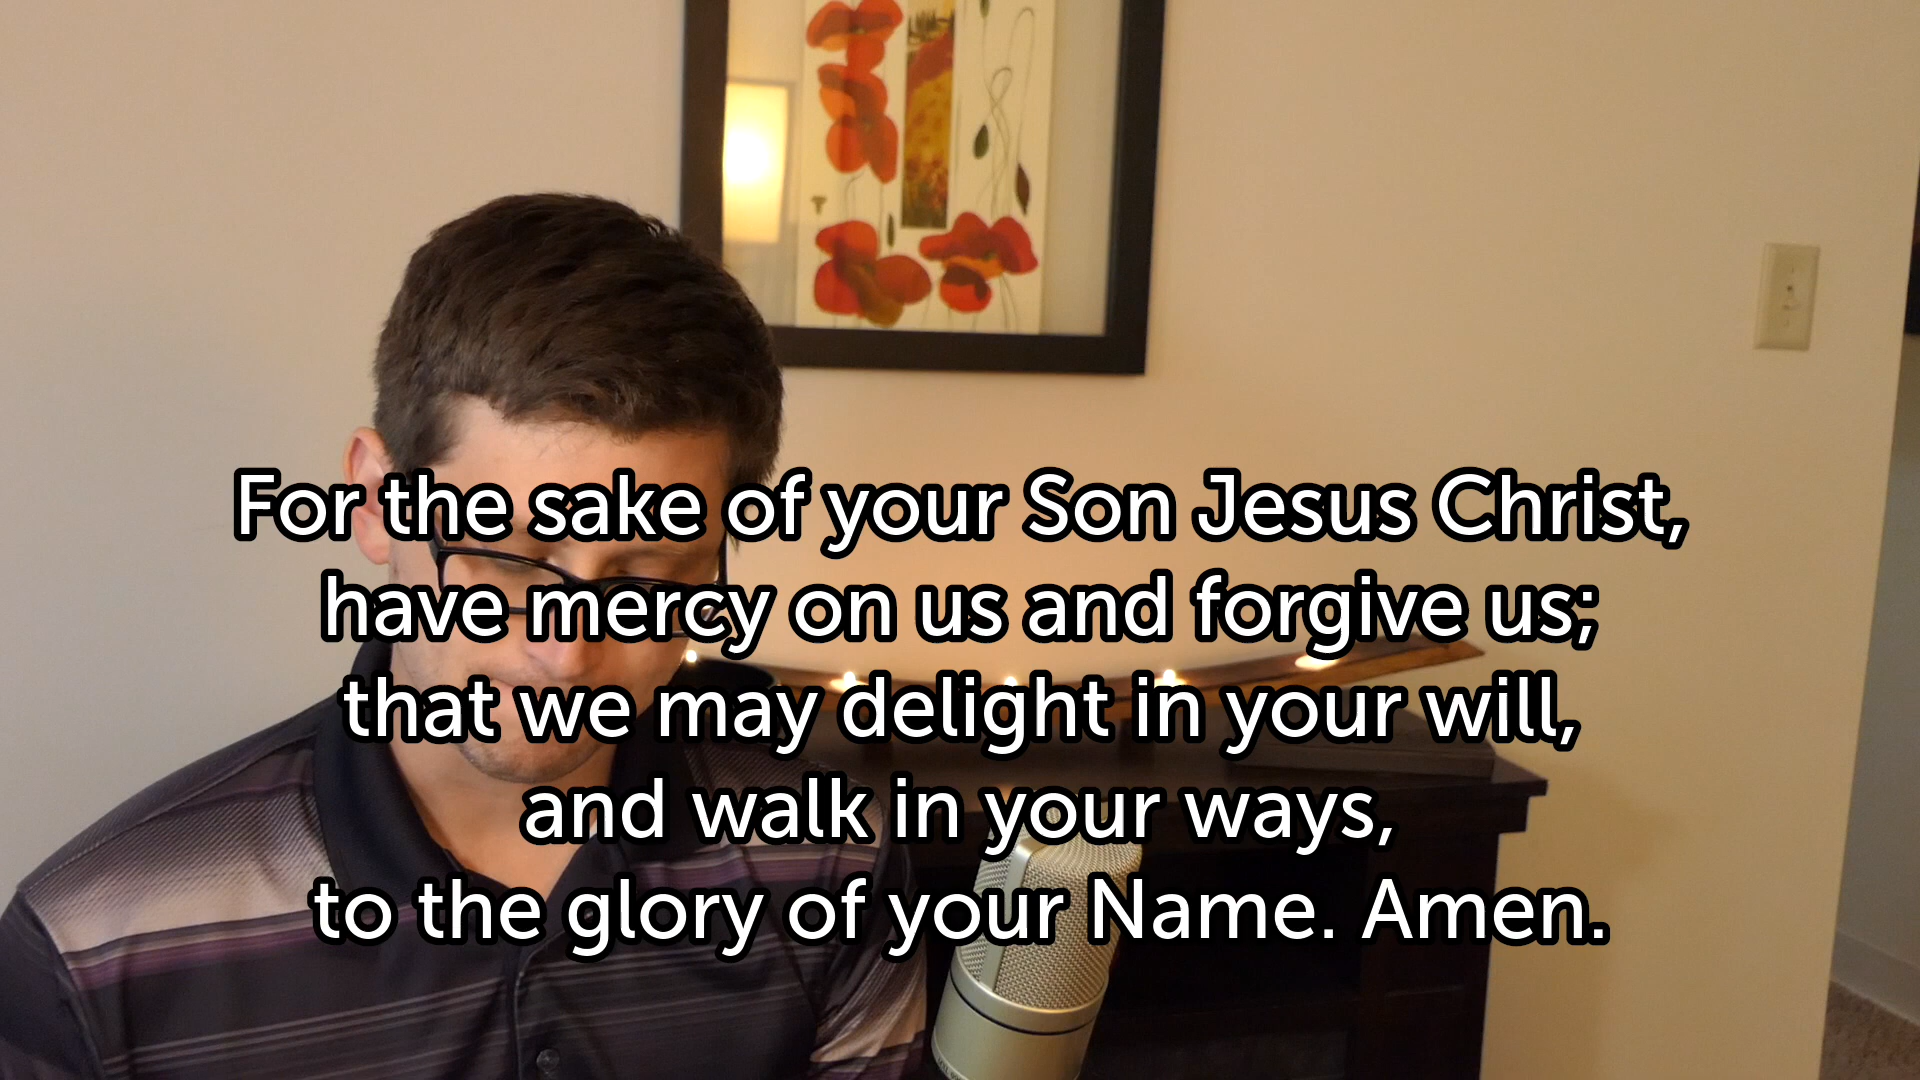 For the sake of your Son Jesus Christ,
have mercy on us and forgive us;
that we may delight in your will,
and walk in your ways,
to the glory of your Name. Amen.